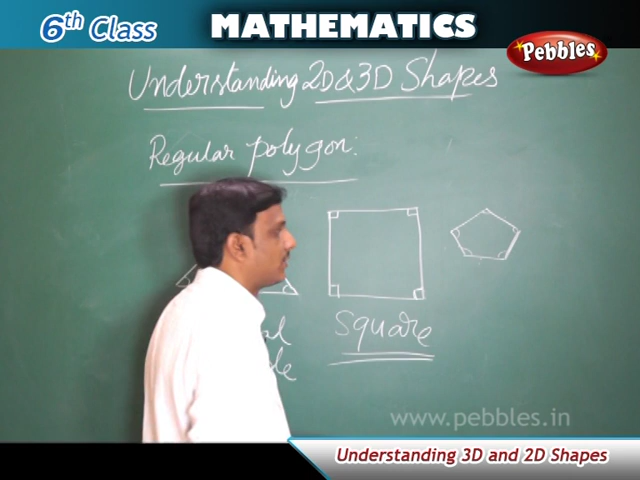 6th Class
MATHEMATICS
Pebbles
Understanding 2D & 3D Shapes
Regular polygon:
Square
www.pebbles.in
Understanding 3D and 2D Shapes